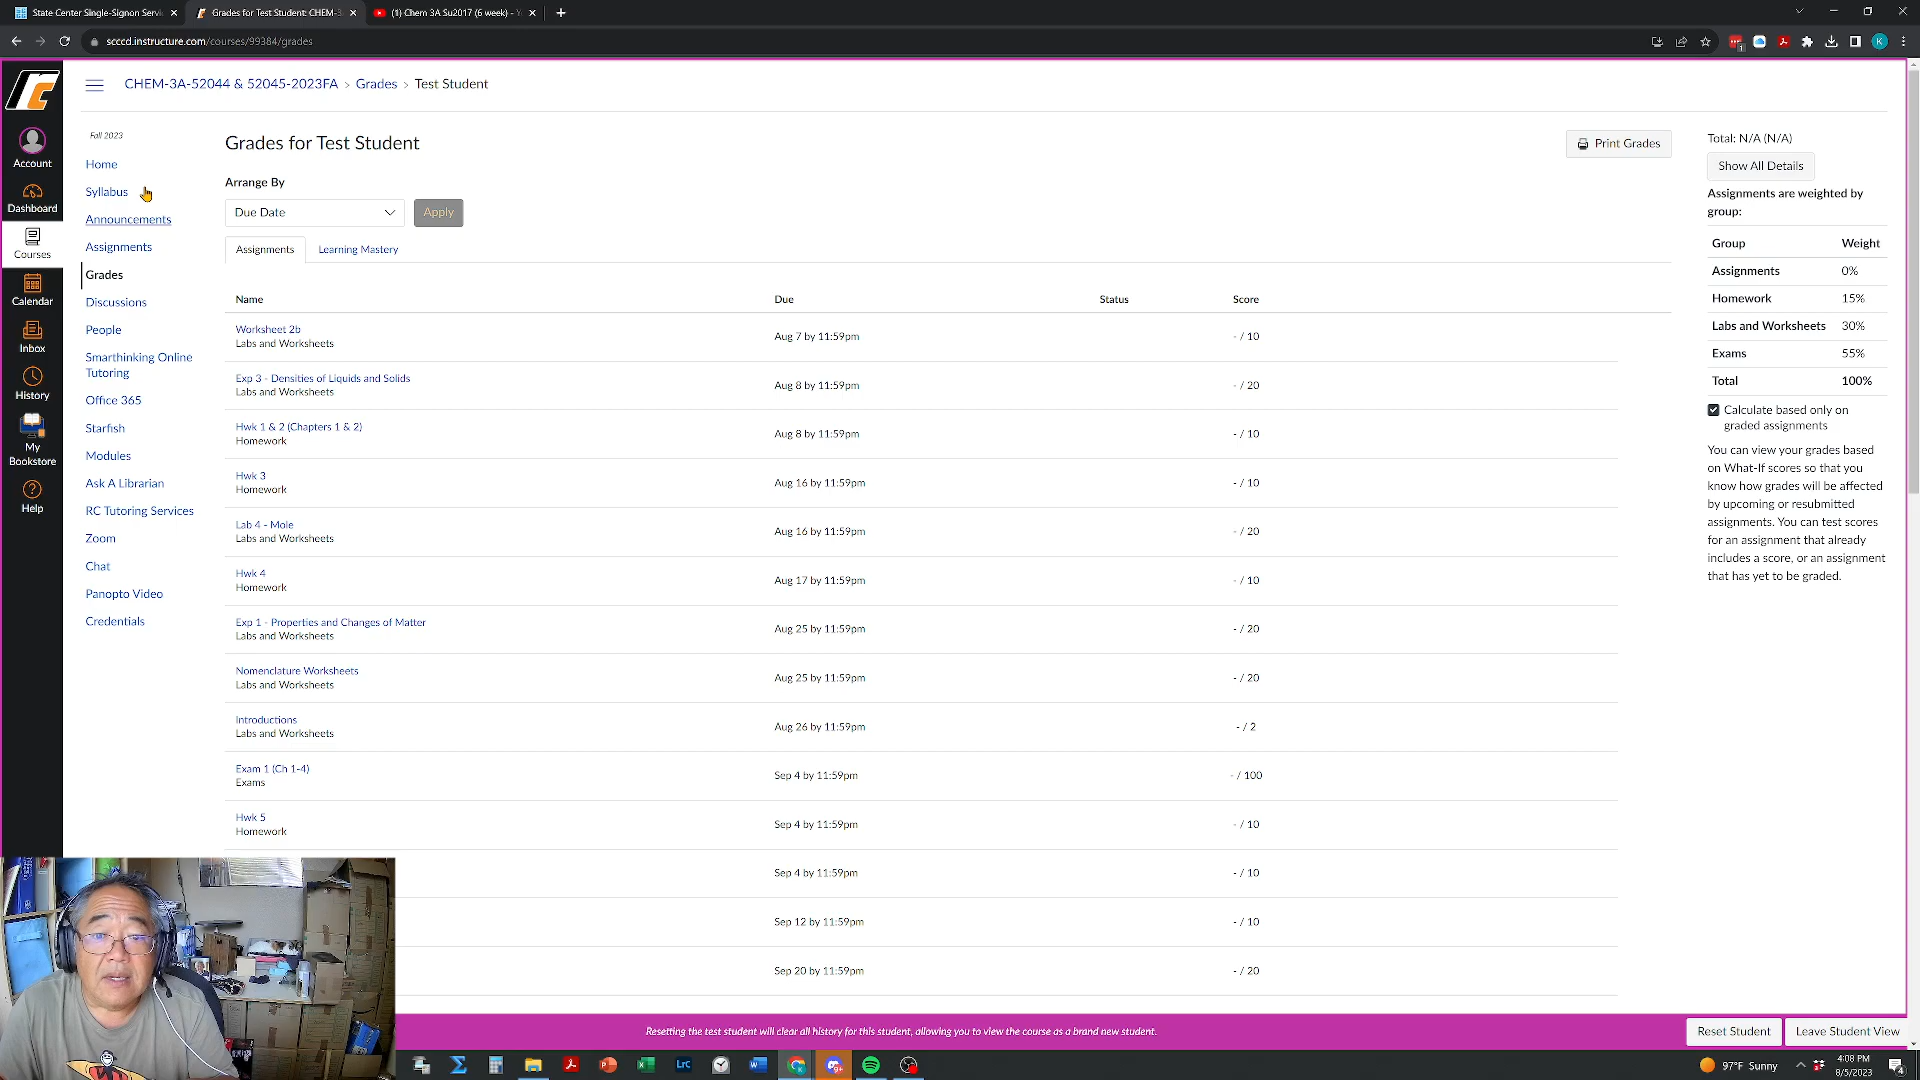 State Center Single-Signon Servi
Grades for Test Student: CHEM-3
(1) Chem 3A Su2017 (6 week) - Y
scccd.instructure.com/courses/99384/grades
CHEM-3A-52044 & 52045-2023FA > Grades > Test Student
Account
Dashboard
Courses
Calendar
Inbox
History
My
Bookstore
Help
Fall 2023
Home
Syllabus
Announcements
Assignments
Grades
Discussions
People
Smarthinking Online
Tutoring
Office 365
Starfish
Modules
Ask A Librarian
RC Tutoring Services
Zoom
Chat
Panopto Video
Credentials
Grades for Test Student
Print Grades
Arrange By
Due Date
Apply
Assignments Learning Mastery
Name Due Status Score
Worksheet 2b
Labs and Worksheets
Aug 7 by 11:59pm - / 10
Exp 3 - Densities of Liquids and Solids
Labs and Worksheets
Aug 8 by 11:59pm - / 20
Hwk 1 & 2 (Chapters 1 & 2)
Homework
Aug 8 by 11:59pm - / 10
Hwk 3
Homework
Aug 16 by 11:59pm - / 10
Lab 4 - Mole
Labs and Worksheets
Aug 16 by 11:59pm - / 20
Hwk 4
Homework
Aug 17 by 11:59pm - / 10
Exp 1 - Properties and Changes of Matter
Labs and Worksheets
Aug 25 by 11:59pm - / 20
Nomenclature Worksheets
Labs and Worksheets
Aug 25 by 11:59pm - / 20
Introductions
Labs and Worksheets
Aug 26 by 11:59pm - / 2
Exam 1 (Ch 1-4)
Exams
Sep 4 by 11:59pm - / 100
Hwk 5
Homework
Sep 4 by 11:59pm - / 10
Sep 4 by 11:59pm - / 10
Sep 12 by 11:59pm - / 10
Sep 20 by 11:59pm - / 20
Total: N/A (N/A)
Show All Details
Assignments are weighted by
group:
Group Weight
Assignments 0%
Homework 15%
Labs and Worksheets 30%
Exams 55%
Total 100%
Calculate based only on
graded assignments
You can view your grades based
on What-If scores so that you
know how grades will be affected
by upcoming or resubmitted
assignments. You can test scores
for an assignment that already
includes a score, or an assignment
that has yet to be graded.
Resetting the test student will clear all history for this student, allowing you to view the course as a brand new student.
Reset Student
Leave Student View
97°F Sunny
4:08 PM
8/5/2023